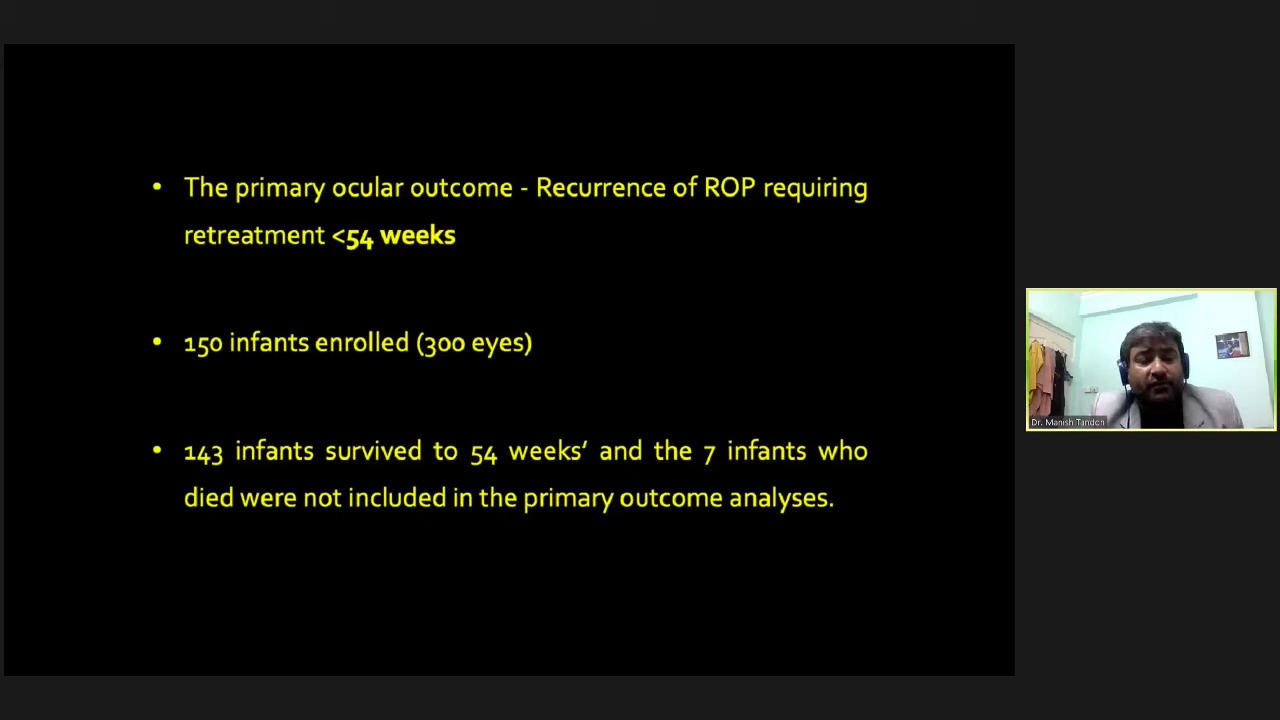 • The primary ocular outcome - Recurrence of ROP requiring
retreatment <54 weeks
• 150 infants enrolled (300 eyes)
• 143 infants survived to 54 weeks’ and the 7 infants who
died were not included in the primary outcome analyses.
Dr. Manish Tandon